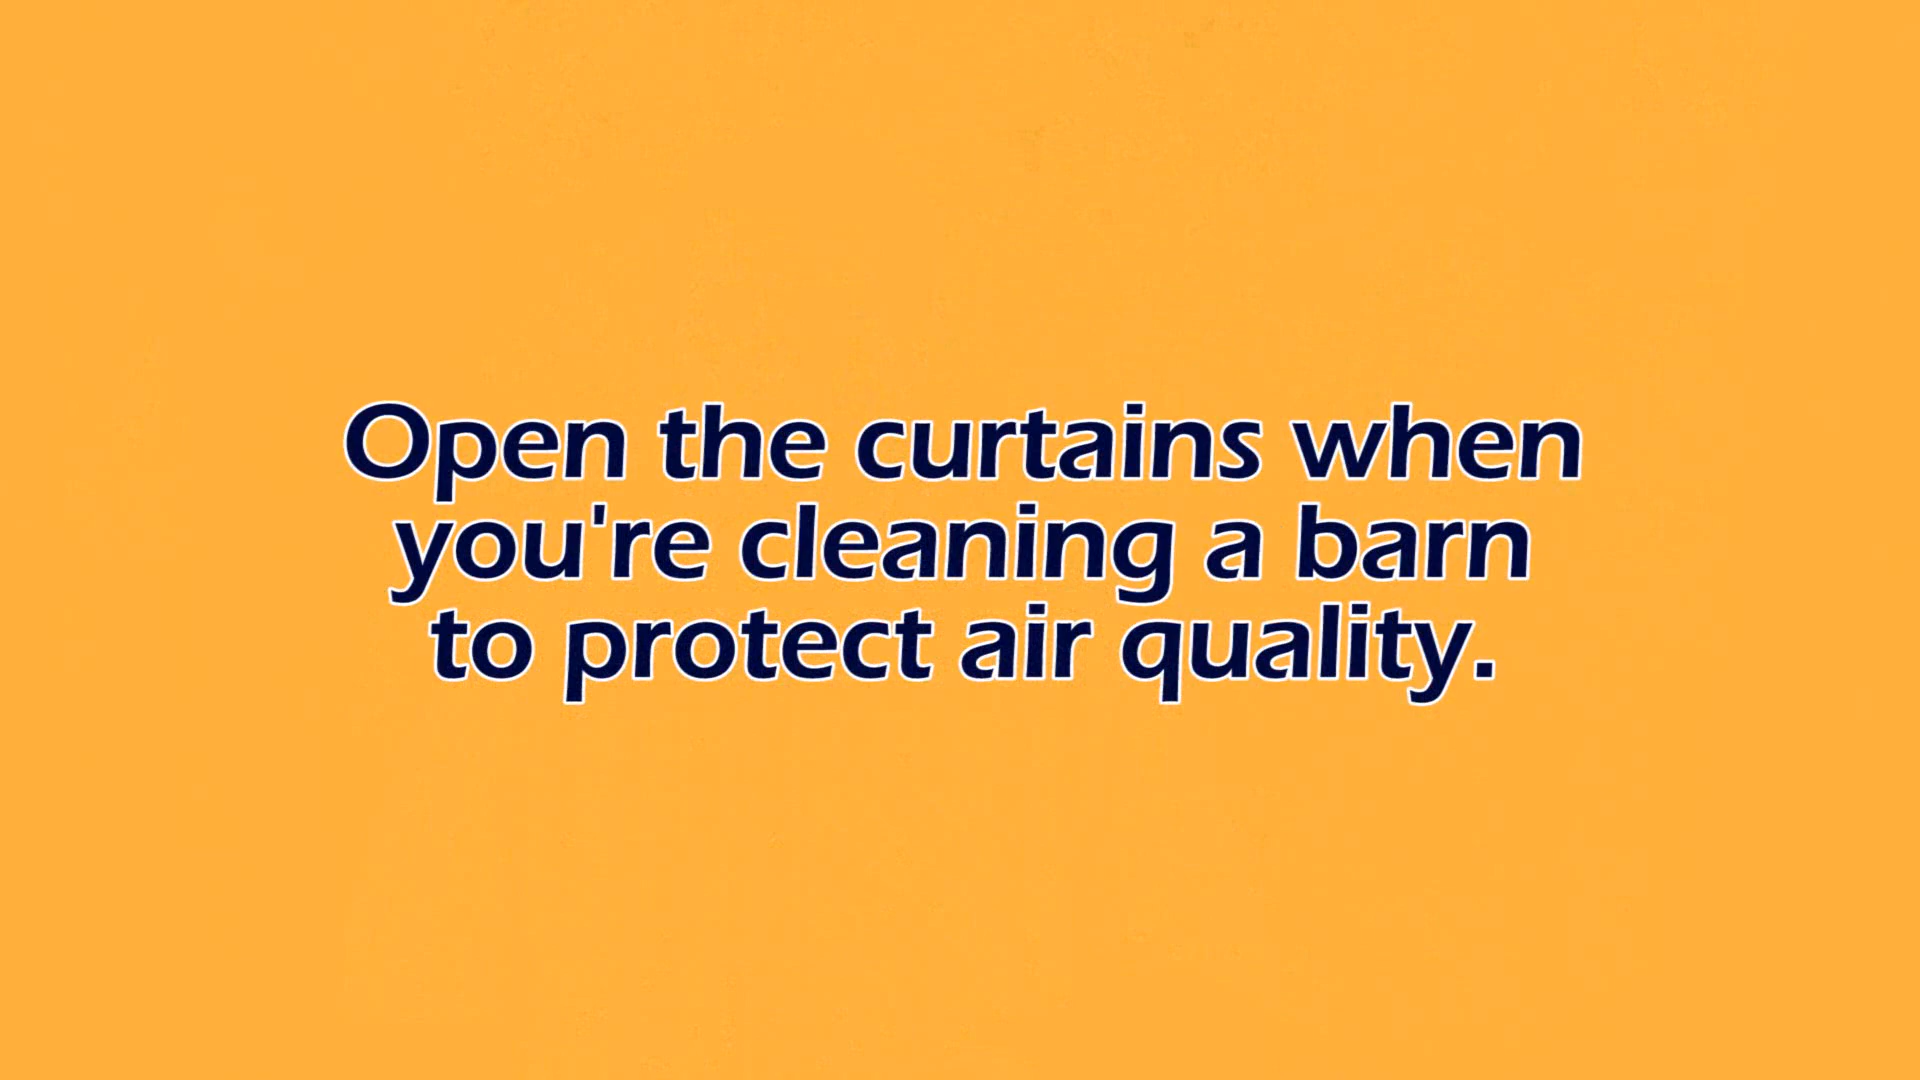 Open the curtains when
you're cleaning a barn
to protect air quality.